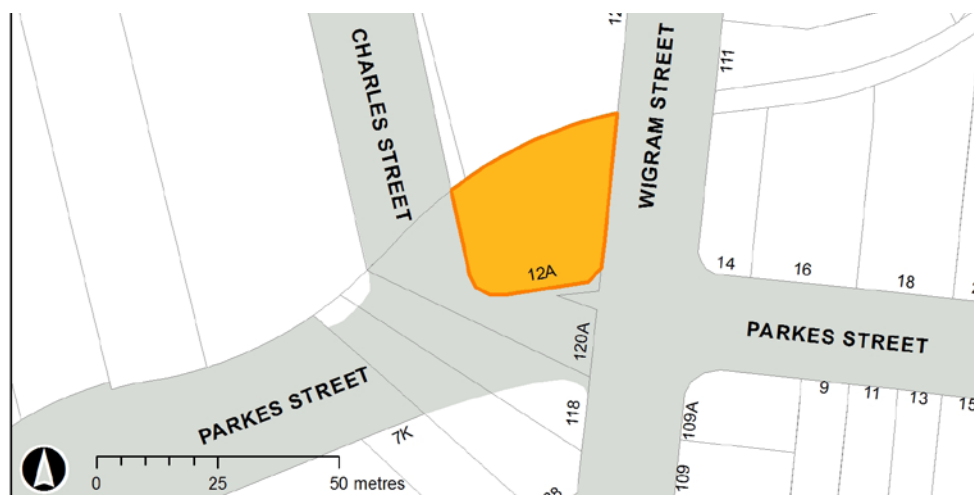 CHARLES STREET
WIGRAM STREET
111
12A
14
16
18
PARKES STREET
120A
PARKES STREET
7K
118
109A
109
9
11
13
15
0 25 50 metres